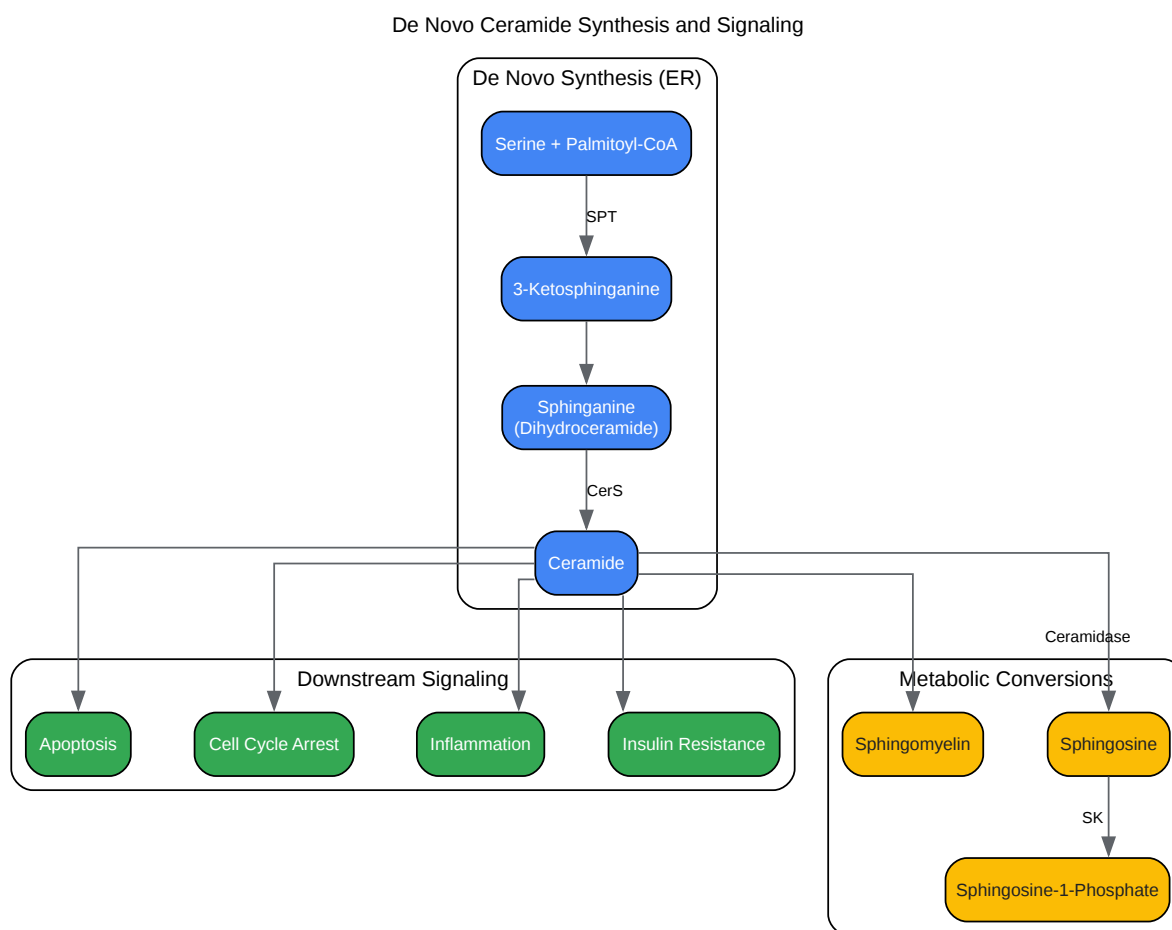 De Novo Ceramide Synthesis and Signaling
De Novo Synthesis (ER)
Serine + Palmitoyl-CoA
SPT
3-Ketosphinganine
Sphinganine
(Dihydroceramide)
CerS
Ceramide
Ceramidase
Downstream Signaling
Apoptosis
Cell Cycle Arrest
Inflammation
Insulin Resistance
Metabolic Conversions
Sphingomyelin
Sphingosine
SK
Sphingosine-1-Phosphate